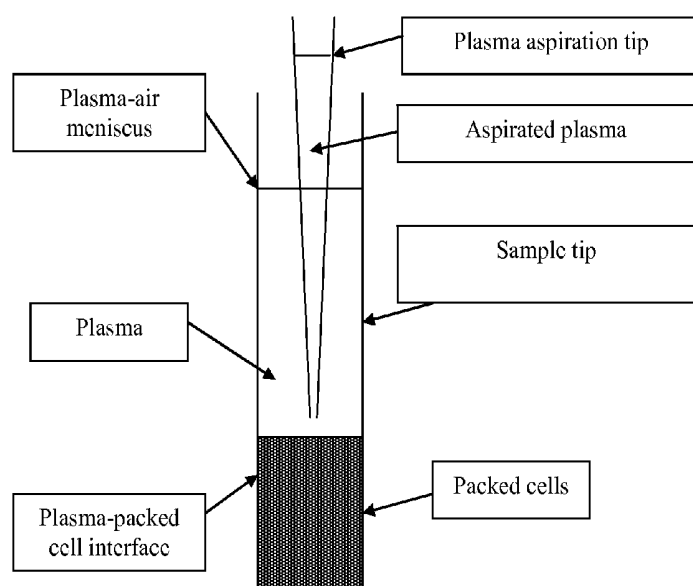 Plasma aspiration tip
Plasma-air
meniscus
Aspirated plasma
Sample tip
Plasma
Packed cells
Plasma-packed
cell interface